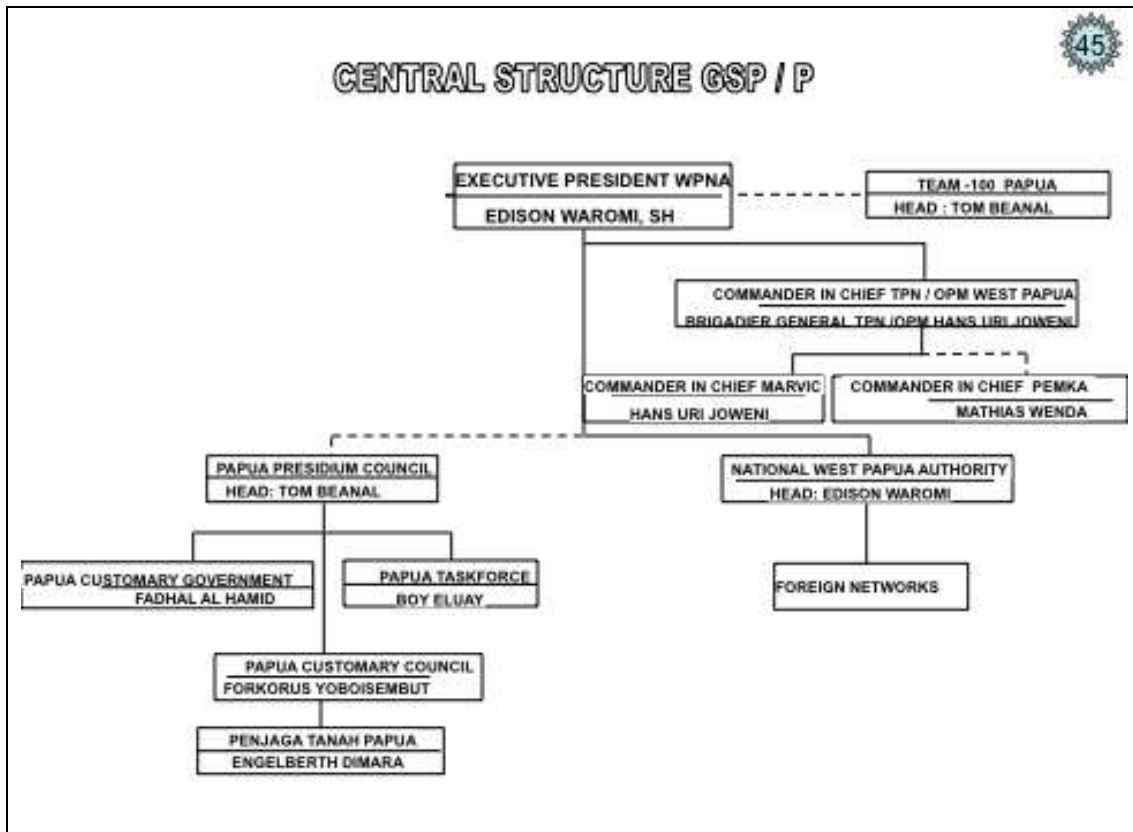 45
CENTRAL STRUCTURE GSP / P
EXECUTIVE PRESIDENT WPNA
EDISON WAROMI, SH
TEAM -100 PAPUA
HEAD : TOM BEANAL
COMMANDER IN CHIEF TPN / OPM WEST PAPUA
BRIGADIER GENERAL TPN /OPM HANS URI JOWENI
COMMANDER IN CHIEF MARVIC
HANS URI JOWENI
COMMANDER IN CHIEF PEMKA
MATHIAS WENDA
PAPUA PRESIDIUM COUNCIL
HEAD: TOM BEANAL
NATIONAL WEST PAPUA AUTHORITY
HEAD: EDISON WAROMI
PAPUA CUSTOMARY GOVERNMENT
FADHAL AL HAMID
PAPUA TASKFORCE
BOY ELUAY
FOREIGN NETWORKS
PAPUA CUSTOMARY COUNCIL
FORKORUS YOBOISEMBUT
PENJAGA TANAH PAPUA
ENGELBERTH DIMARA